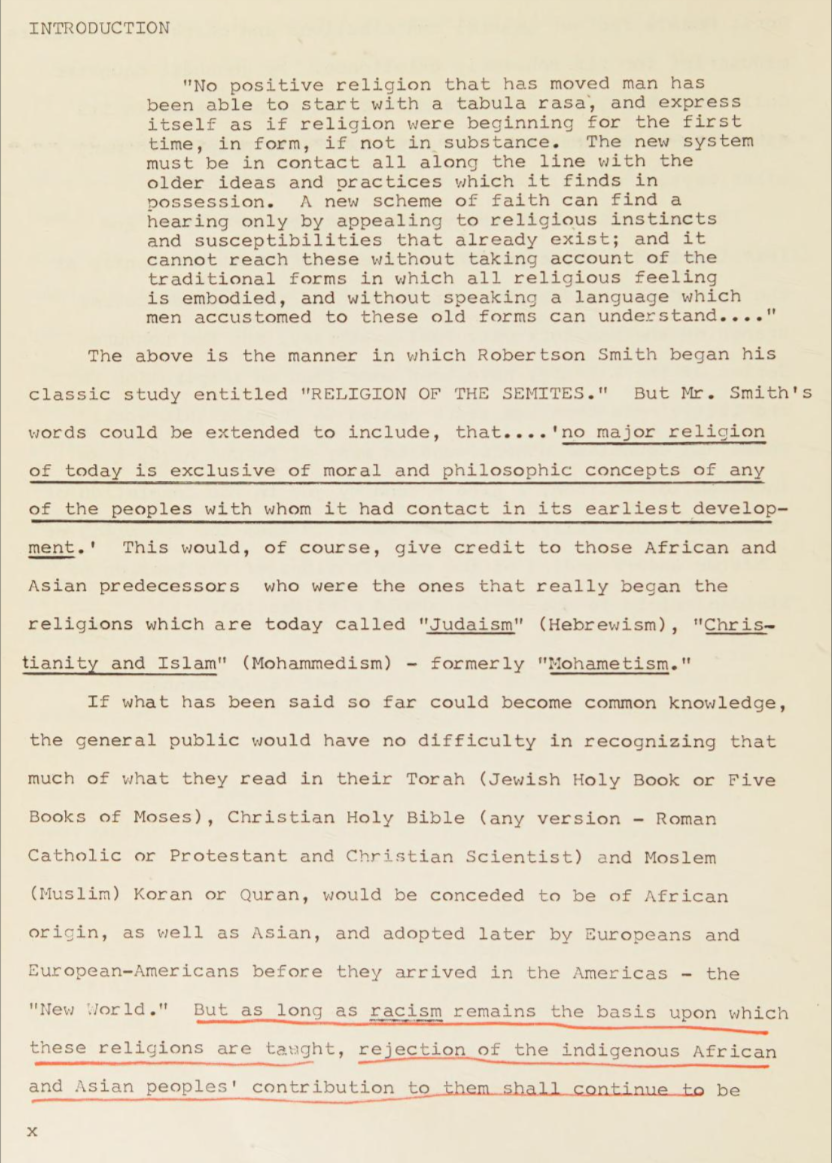 INTRODUCTION
"No positive religion that has moved man has
been able to start with a tabula rasa, and express
itself as if religion were beginning for the first
time, in form, if not in substance. The new system
must be in contact all along the line with the
older ideas and practices which it finds in
possession. A new scheme of faith can find a
hearing only by appealing to religious instincts
and susceptibilities that already exist; and it
cannot reach these without taking account of the
traditional forms in which all religious feeling
is embodied, and without speaking a language which
men accustomed to these old forms can understand...."
The above is the manner in which Robertson Smith began his
classic study entitled "RELIGION OF THE SEMITES." But Mr. Smith's
words could be extended to include, that....'no major religion
of today is exclusive of moral and philosophic concepts of any
of the peoples with whom it had contact in its earliest develop-
ment.' This would, of course, give credit to those African and
Asian predecessors who were the ones that really began the
religions which are today called "Judaism" (Hebrewism), "Chris-
tianity and Islam" (Mohammedism) - formerly "Mohametism."
If what has been said so far could become common knowledge,
the general public would have no difficulty in recognizing that
much of what they read in their Torah (Jewish Holy Book or Five
Books of Moses), Christian Holy Bible (any version - Roman
Catholic or Protestant and Christian Scientist) and Moslem
(Muslim) Koran or Quran, would be conceded to be of African
origin, as well as Asian, and adopted later by Europeans and
European-Americans before they arrived in the Americas - the
"New World." But as long as racism remains the basis upon which
these religions are taught, rejection of the indigenous African
and Asian peoples' contribution to them shall continue to be
x